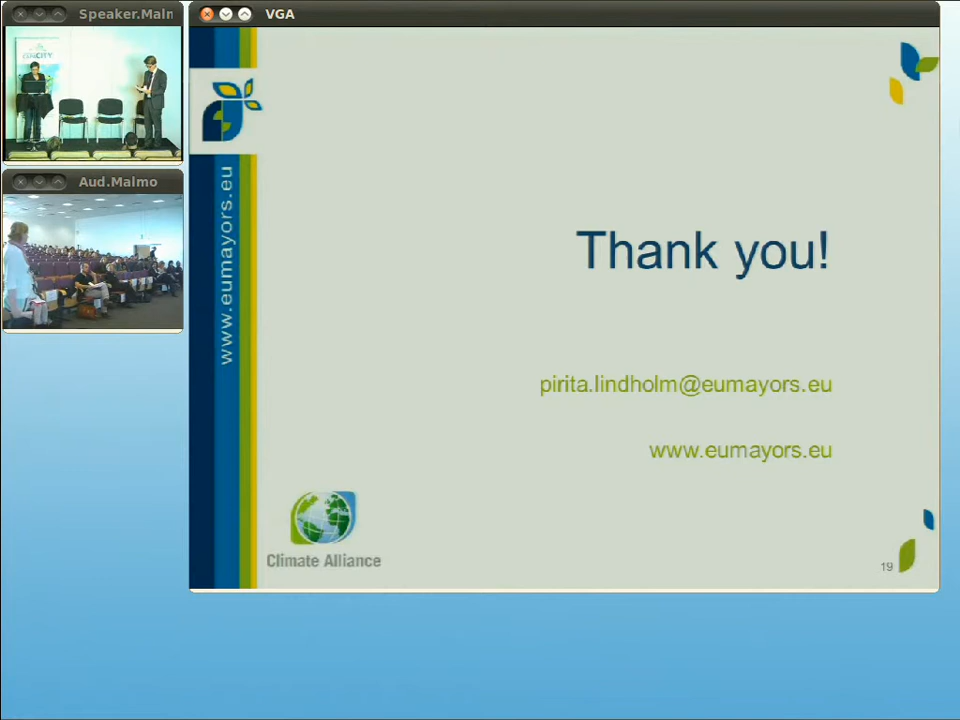 Speaker.Maln
VGA
Aud.Malmo
www.eumayors.eu
Thank you!
pirita.lindholm@eumayors.eu
www.eumayors.eu
Climate Alliance
19